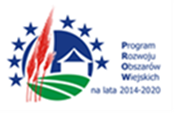 Program
Rozwoju
Obszarów
Wiejskich
na lata 2014-2020